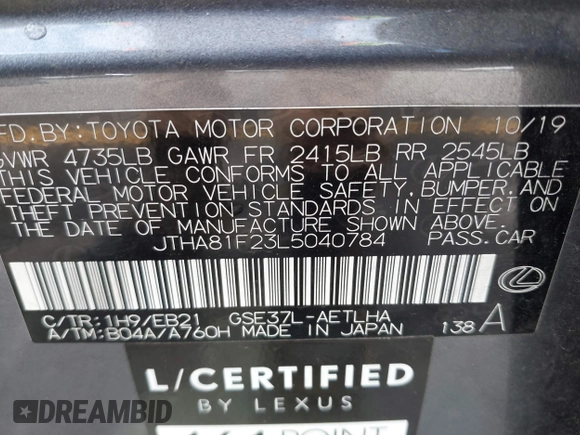 MFD. BY: TOYOTA MOTOR CORPORATION 10/19
GVWR 4735LB GAWR FR 2415LB RR 2545LB
THIS VEHICLE CONFORMS TO ALL APPLICABLE
FEDERAL MOTOR VEHICLE SAFETY, BUMPER, AND
THEFT PREVENTION STANDARDS IN EFFECT ON
THE DATE OF MANUFACTURE SHOWN ABOVE.
JTHA81F23L5040784 PASS. CAR
C/TR: 1H9/EB21 GSE37L-AETLHA
A/TM: B04A/A760H MADE IN JAPAN 138 A
L/CERTIFIED
BY LEXUS
POINT
DREAMBID